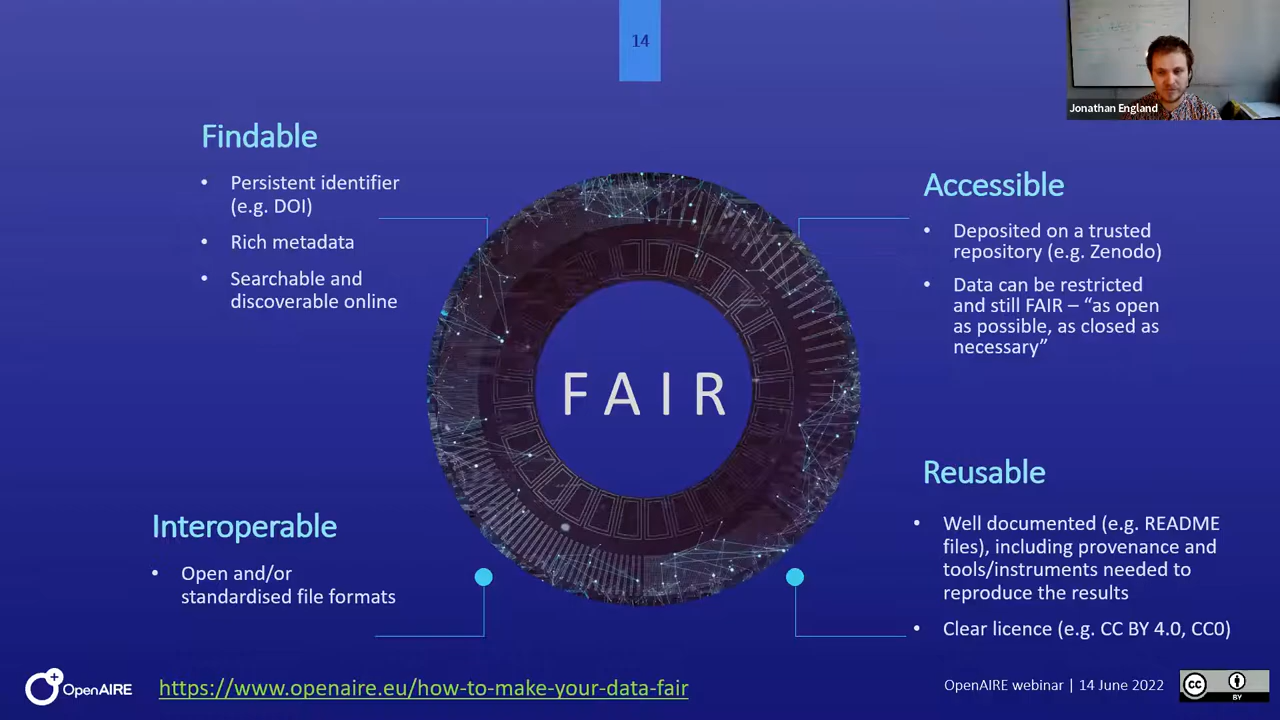 14
Jonathan England
Findable
• Persistent identifier
(e.g. DOI)
• Rich metadata
• Searchable and
discoverable online
Accessible
• Deposited on a trusted
repository (e.g. Zenodo)
• Data can be restricted
and still FAIR – “as open
as possible, as closed as
necessary”
FAIR
Interoperable
• Open and/or
standardised file formats
Reusable
• Well documented (e.g. README
files), including provenance and
tools/instruments needed to
reproduce the results
• Clear licence (e.g. CC BY 4.0, CC0)
OpenAIRE
https://www.openaire.eu/how-to-make-your-data-fair
OpenAIRE webinar | 14 June 2022
cc
BY